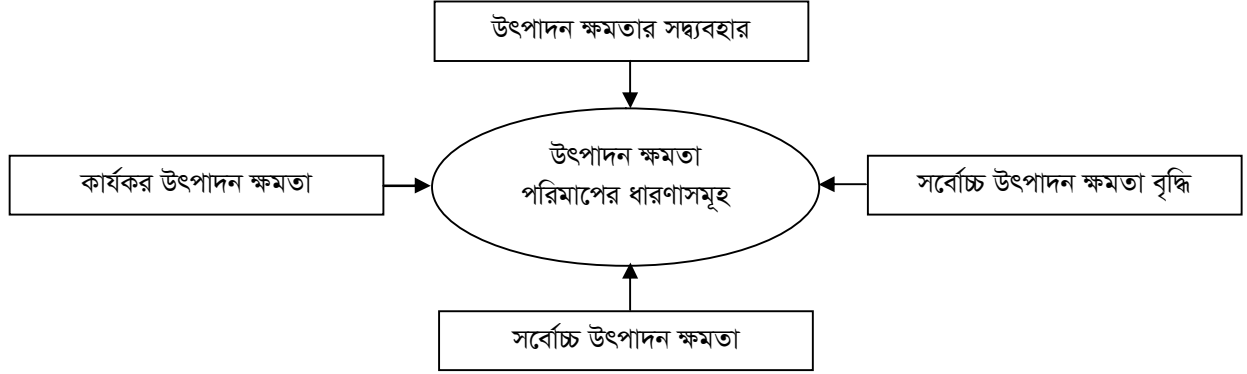 উৎপাদন ক্ষমতার সদ্ব্যবহার
উৎপাদন ক্ষমতা
পরিমাপের ধারণাসমূহ
কার্যকর উৎপাদন ক্ষমতা
সর্বোচ্চ উৎপাদন ক্ষমতা বৃদ্ধি
সর্বোচ্চ উৎপাদন ক্ষমতা